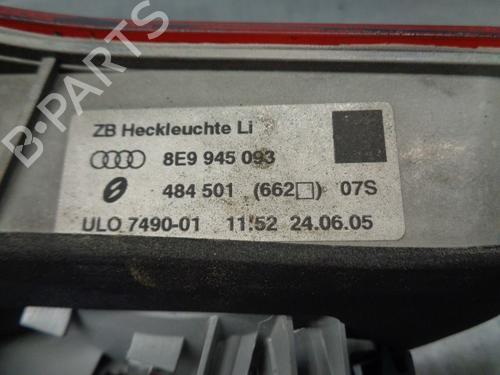 B-PARTS
ZB Heckleuchte Li
8E9 945 093
484 501 (662□) 07S
ULO 7490-01 11:52 24.06.05